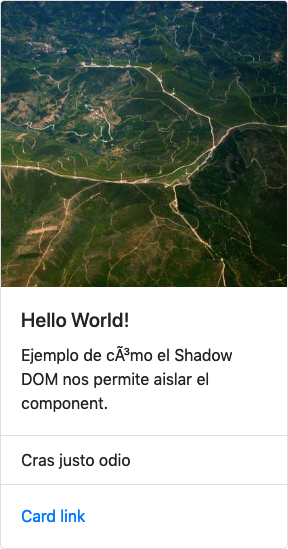 Hello World!
Ejemplo de cÃ³mo el Shadow
DOM nos permite aislar el
component.
Cras justo odio
Card link